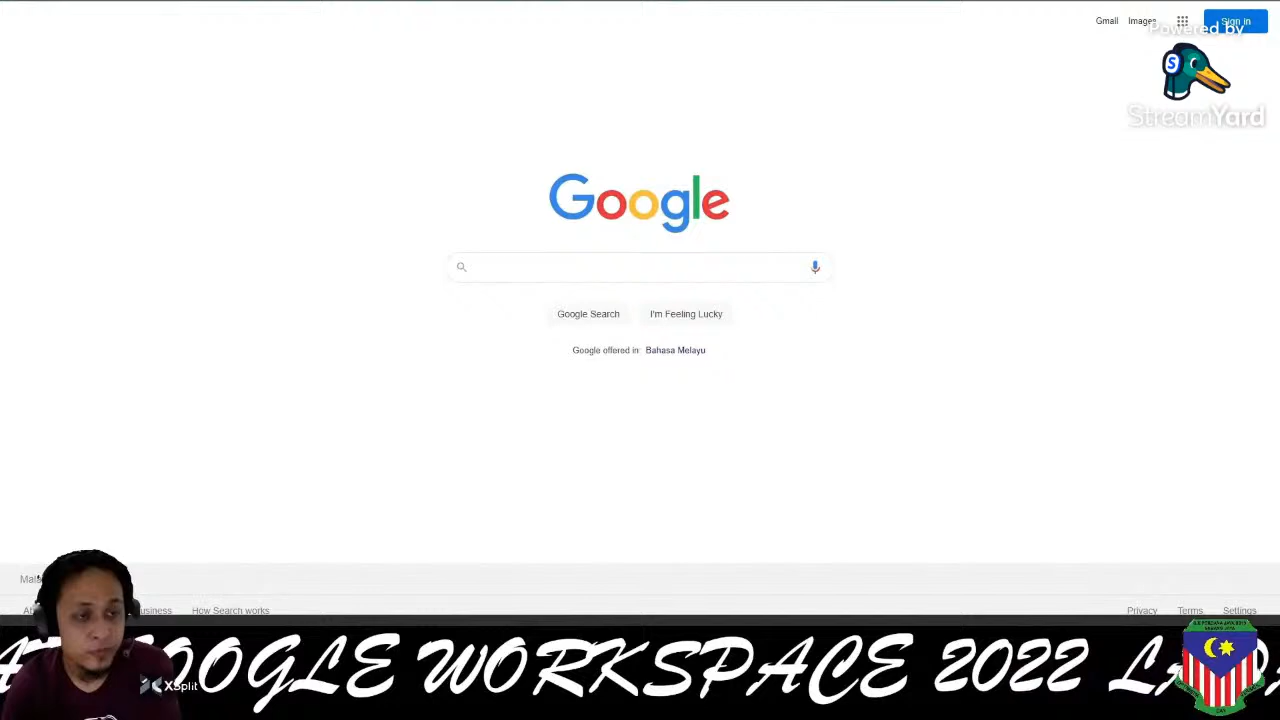 Gmail Images Sign in
Powered by
S
StreamYard
Google
Google Search I'm Feeling Lucky
Google offered in: Bahasa Melayu
How Search works Privacy Terms Settings
GOOGLE WORKSPACE 2022
XSplit